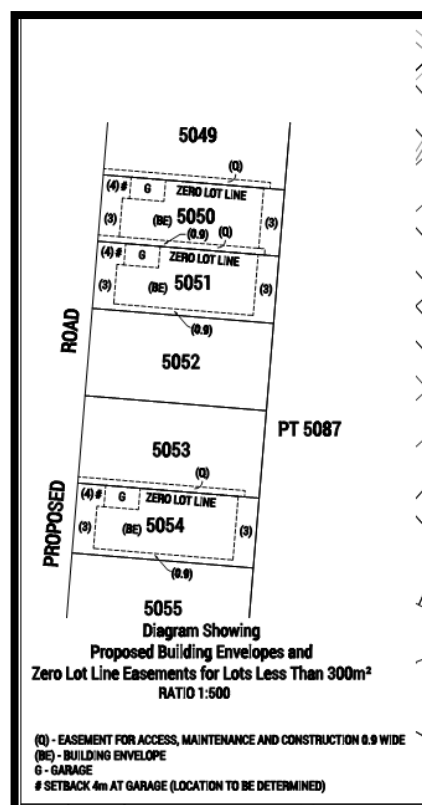 5049
(Q)
(4) # G ZERO LOT LINE
(3) (BE) 5050 (3)
(0.9) (Q)
(4) # G ZERO LOT LINE
(3) (BE) 5051 (3)
(0.9)
ROAD
5052
PT 5087
5053
(Q)
(4) # G ZERO LOT LINE
(3) (BE) 5054 (3)
PROPOSED
(0.9)
5055
Diagram Showing
Proposed Building Envelopes and
Zero Lot Line Easements for Lots Less Than 300m²
RATIO 1:500
(Q) - EASEMENT FOR ACCESS, MAINTENANCE AND CONSTRUCTION 0.9 WIDE
(BE) - BUILDING ENVELOPE
G - GARAGE
# SETBACK 4m AT GARAGE (LOCATION TO BE DETERMINED)